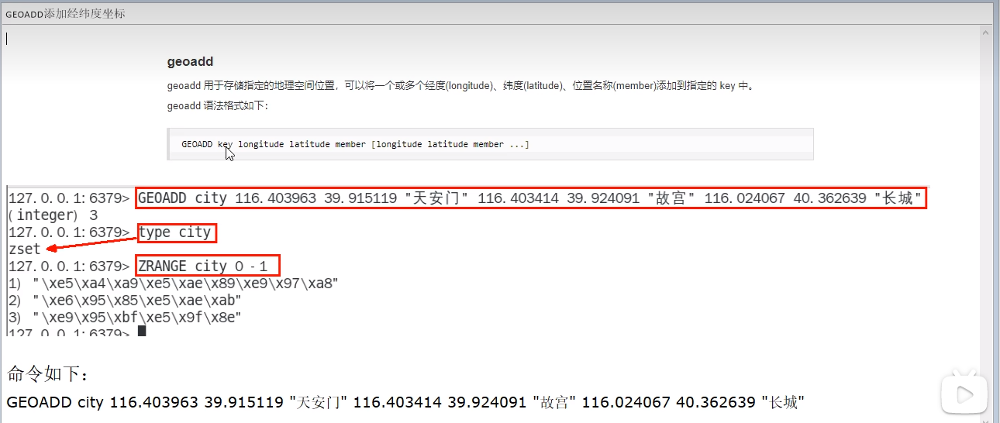 GEOADD添加经纬度坐标
geoadd
geoadd 用于存储指定的地理空间位置，可以将一个或多个经度(longitude)、纬度(latitude)、位置名称(member)添加到指定的 key 中。
geoadd 语法格式如下：
GEOADD key longitude latitude member [longitude latitude member ...]
127.0.0.1:6379> GEOADD city 116.403963 39.915119 "天安门" 116.403414 39.924091 "故宫" 116.024067 40.362639 "长城"
(integer) 3
127.0.0.1:6379> type city
zset
127.0.0.1:6379> ZRANGE city 0 -1
1) "\xe5\xa4\xa9\xe5\xae\x89\xe9\x97\xa8"
2) "\xe6\x95\x85\xe5\xae\xab"
3) "\xe9\x95\xbf\xe5\x9f\x8e"
127.0.0.1:6379>
命令如下：
GEOADD city 116.403963 39.915119 "天安门" 116.403414 39.924091 "故宫" 116.024067 40.362639 "长城"